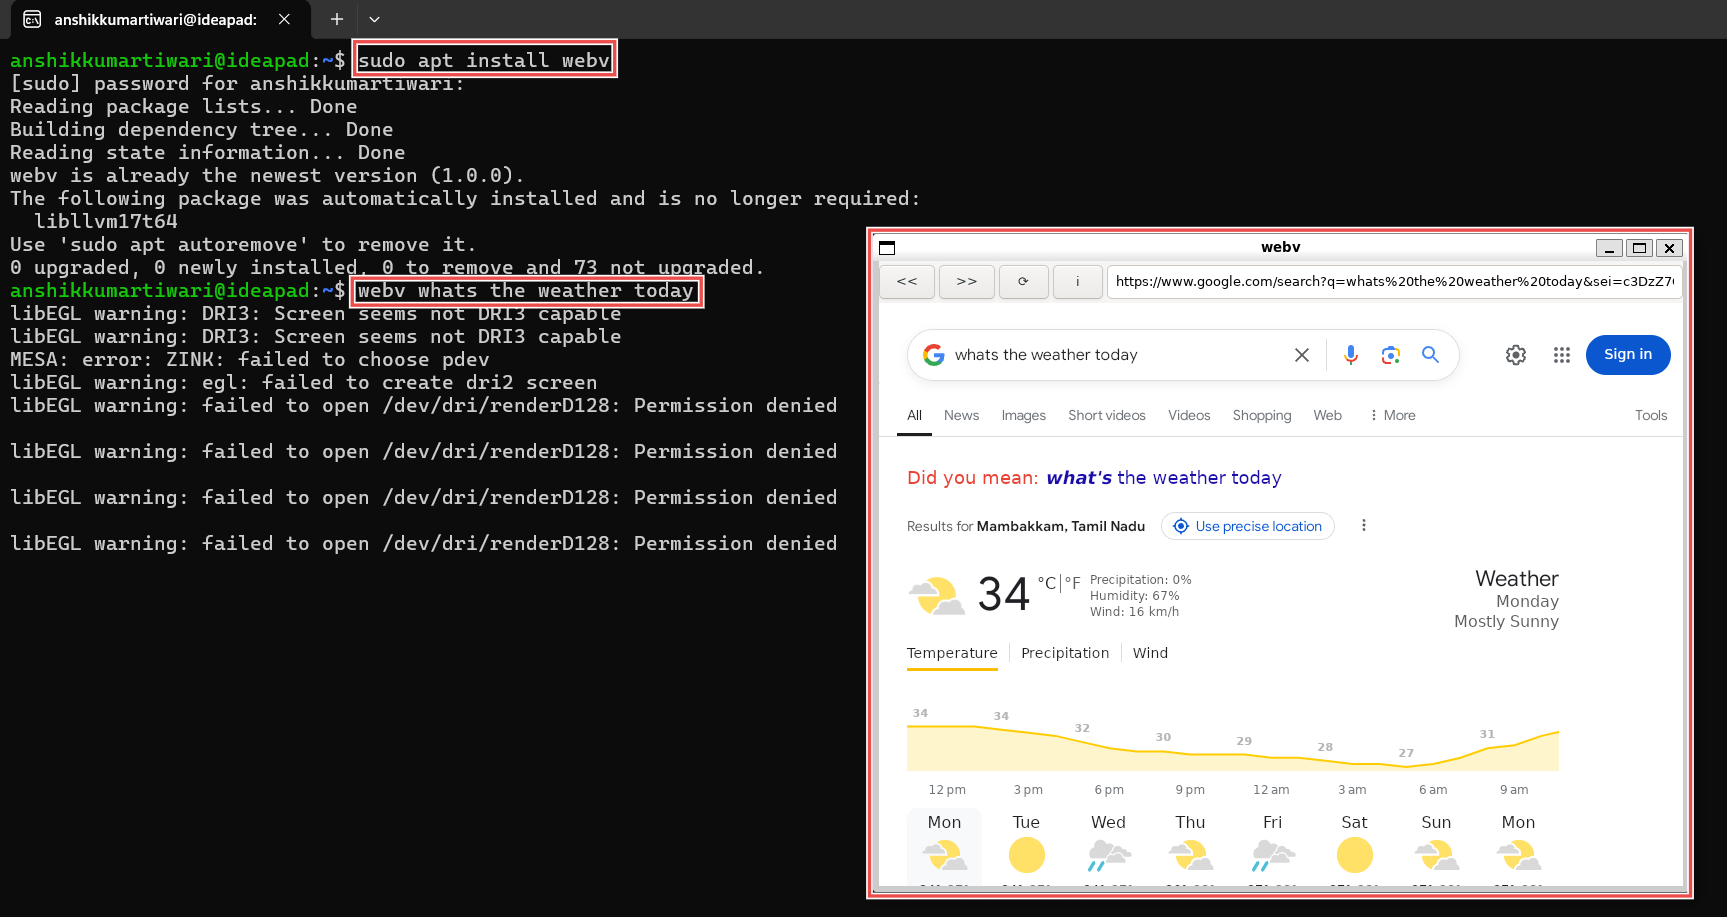 anshikkumartiwari@ideapad:
anshikkumartiwari@ideapad:~$ sudo apt install webv
[sudo] password for anshikkumartiwari:
Reading package lists... Done
Building dependency tree... Done
Reading state information... Done
webv is already the newest version (1.0.0).
The following package was automatically installed and is no longer required:
libllvm17t64
Use 'sudo apt autoremove' to remove it.
0 upgraded, 0 newly installed, 0 to remove and 73 not upgraded.
anshikkumartiwari@ideapad:~$ webv whats the weather today
libEGL warning: DRI3: Screen seems not DRI3 capable
libEGL warning: DRI3: Screen seems not DRI3 capable
MESA: error: ZINK: failed to choose pdev
libEGL warning: egl: failed to create dri2 screen
libEGL warning: failed to open /dev/dri/renderD128: Permission denied
libEGL warning: failed to open /dev/dri/renderD128: Permission denied
libEGL warning: failed to open /dev/dri/renderD128: Permission denied
libEGL warning: failed to open /dev/dri/renderD128: Permission denied
webv
<< >> ⟳ i https://www.google.com/search?q=whats%20the%20weather%20today&sei=c3DzZ7
whats the weather today
Sign in
All News Images Short videos Videos Shopping Web More Tools
Did you mean: what's the weather today
Results for Mambakkam, Tamil Nadu Use precise location
34 °C|°F
Precipitation: 0%
Humidity: 67%
Wind: 16 km/h
Weather
Monday
Mostly Sunny
Temperature Precipitation Wind
34 34 32 30 29 28 27 31
12 pm 3 pm 6 pm 9 pm 12 am 3 am 6 am 9 am
Mon Tue Wed Thu Fri Sat Sun Mon